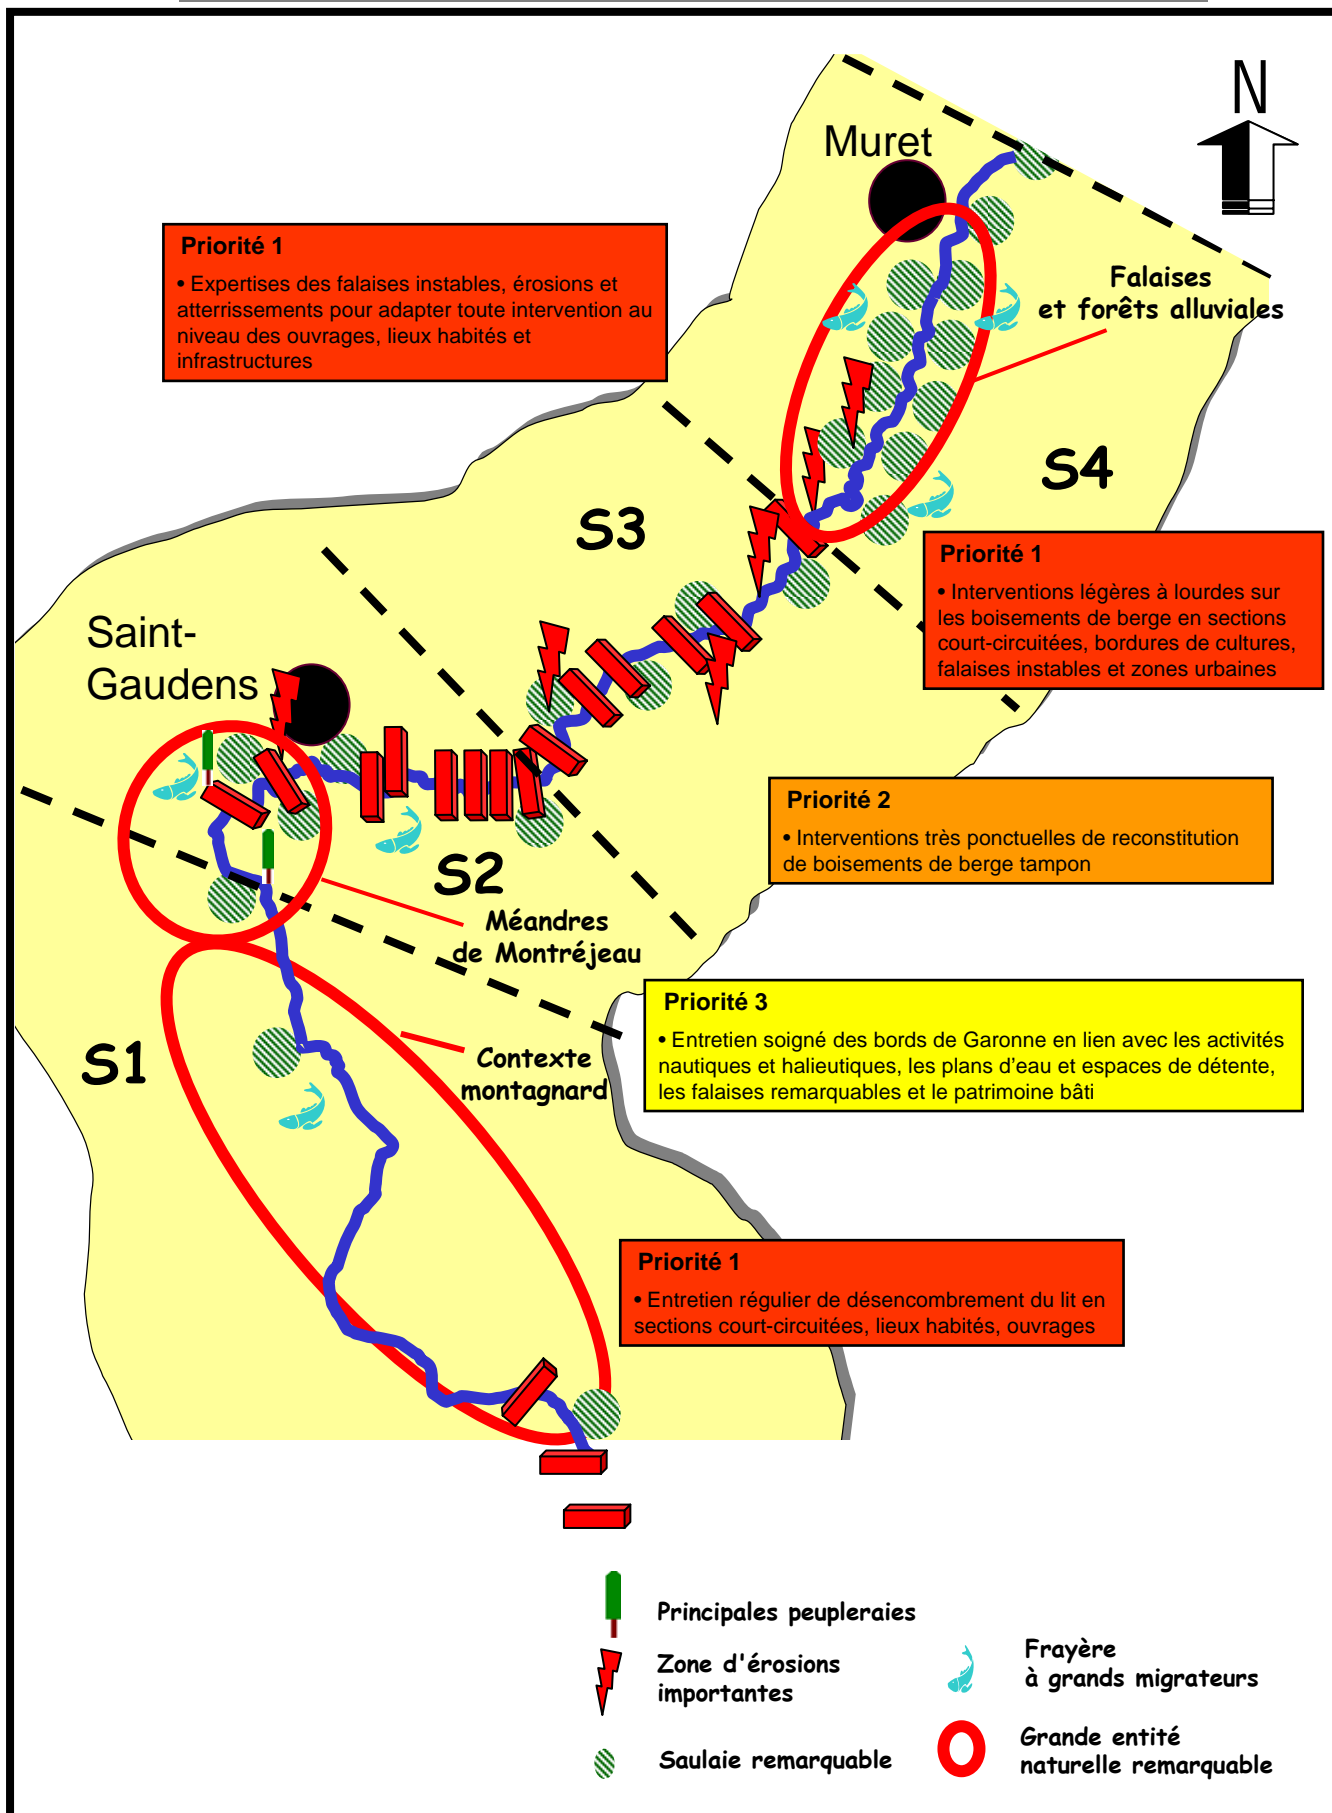 N
Muret
Priorité 1
• Expertises des falaises instables, érosions et
atterrissements pour adapter toute intervention au
niveau des ouvrages, lieux habités et
infrastructures
Falaises
et forêts alluviales
S4
S3
Priorité 1
• Interventions légères à lourdes sur
les boisements de berge en sections
court-circuitées, bordures de cultures,
falaises instables et zones urbaines
Saint-
Gaudens
Priorité 2
• Interventions très ponctuelles de reconstitution
de boisements de berge tampon
S2
Méandres
de Montréjeau
Priorité 3
• Entretien soigné des bords de Garonne en lien avec les activités
nautiques et halieutiques, les plans d'eau et espaces de détente,
les falaises remarquables et le patrimoine bâti
S1
Contexte
montagnard
Priorité 1
• Entretien régulier de désencombrement du lit en
sections court-circuitées, lieux habités, ouvrages
Principales peupleraies
Zone d'érosions
importantes
Saulaie remarquable
Frayère
à grands migrateurs
Grande entité
naturelle remarquable